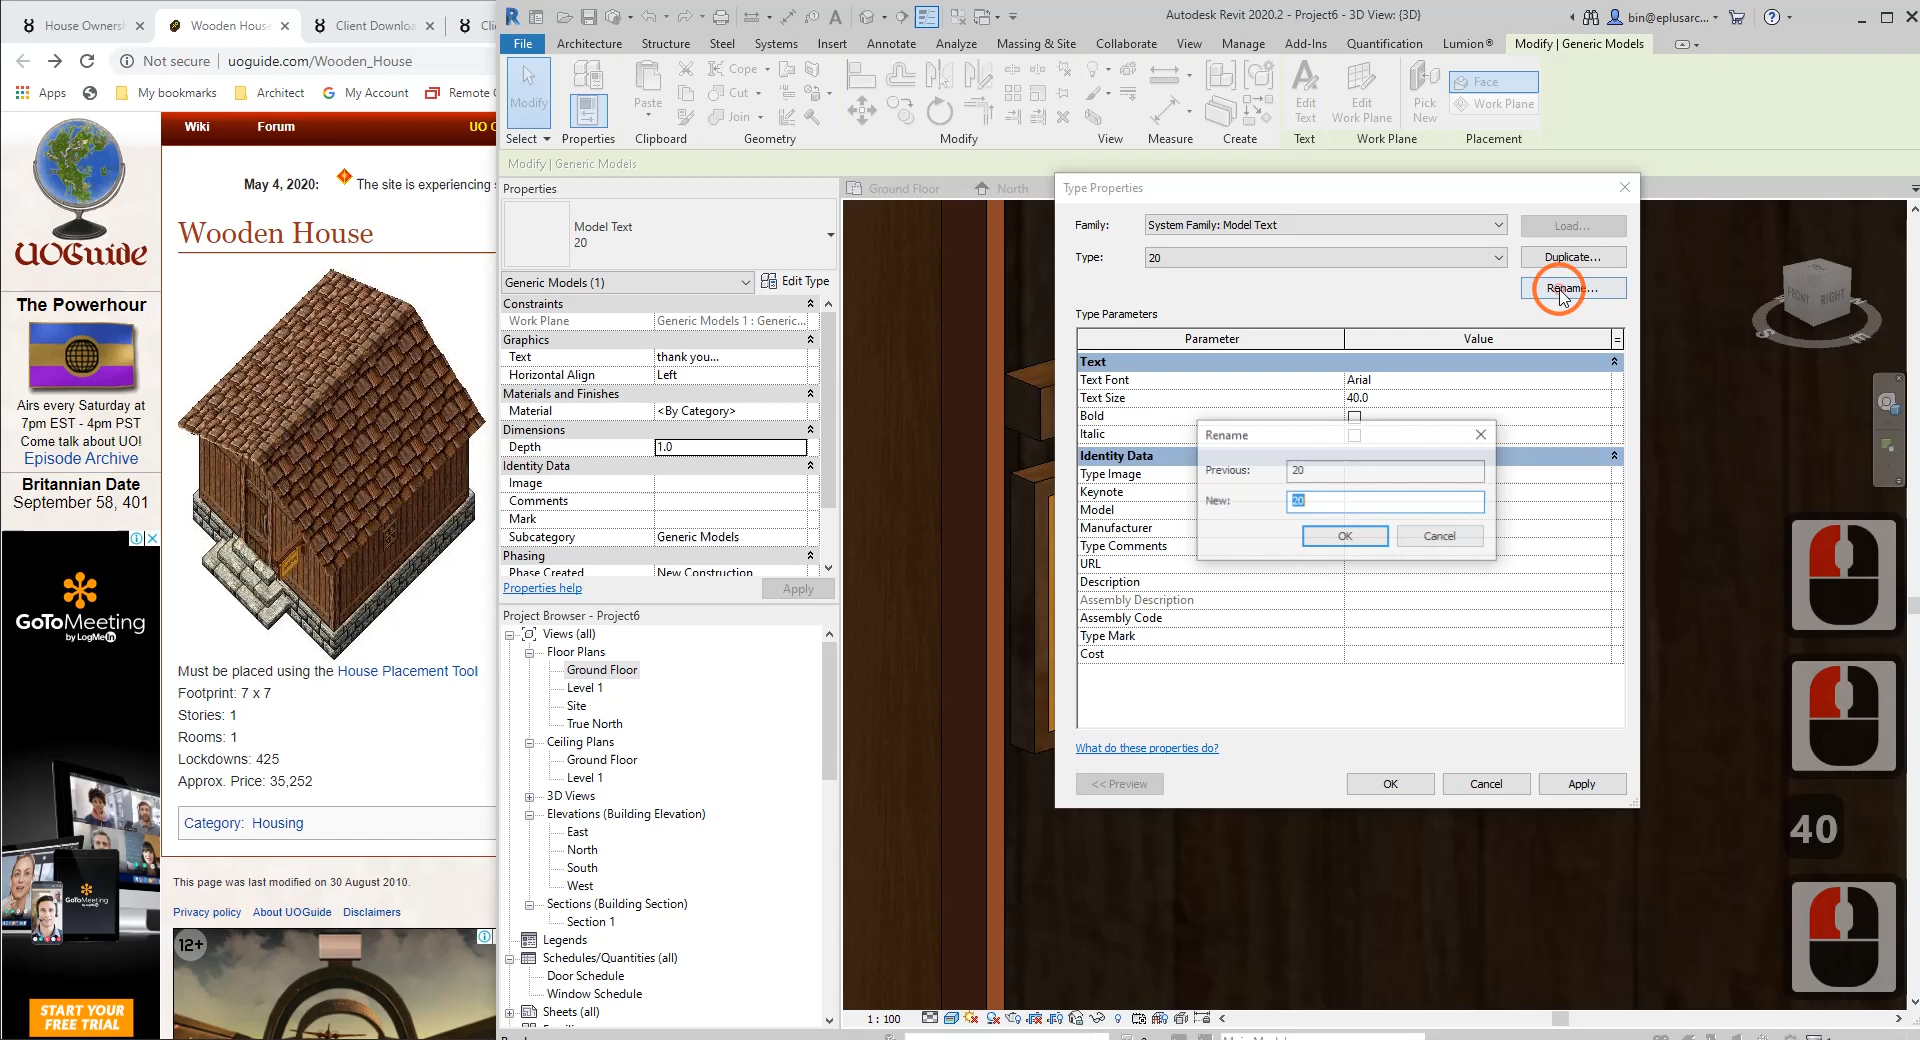 House Ownersh
Wooden House
Client Downloa
Cli
Not secure | uoguide.com/Wooden_House
Apps
My bookmarks
Architect
My Account
Remote
Wiki
Forum
UO
May 4, 2020:
The site is experiencing
UOGuide
Wooden House
The Powerhour
Airs every Saturday at
7pm EST - 4pm PST
Come talk about UO!
Episode Archive
Britannian Date
September 58, 401
GoToMeeting
by LogMeIn
START YOUR
FREE TRIAL
Must be placed using the House Placement Tool
Footprint: 7 x 7
Stories: 1
Rooms: 1
Lockdowns: 425
Approx. Price: 35,252
Category: Housing
This page was last modified on 30 August 2010.
Privacy policy
About UOGuide
Disclaimers
12+
Autodesk Revit 2020.2 - Project6 - 3D View: {3D}
bin@eplusarc...
File
Architecture
Structure
Steel
Systems
Insert
Annotate
Analyze
Massing & Site
Collaborate
View
Manage
Add-Ins
Quantification
Lumion®
Modify | Generic Models
Modify
Paste
Cope
Cut
Join
Edit
Text
Edit
Work Plane
Pick
New
Face
Work Plane
Select
Properties
Clipboard
Geometry
Modify
View
Measure
Create
Text
Work Plane
Placement
Modify | Generic Models
Properties
Model Text
20
Generic Models (1)
Edit Type
Constraints
Work Plane
Generic Models 1 : Generic...
Graphics
Text
thank you...
Horizontal Align
Left
Materials and Finishes
Material
<By Category>
Dimensions
Depth
1.0
Identity Data
Image
Comments
Mark
Subcategory
Generic Models
Phasing
Phase Created
New Construction
Properties help
Apply
Project Browser - Project6
Views (all)
Floor Plans
Ground Floor
Level 1
Site
True North
Ceiling Plans
Ground Floor
Level 1
3D Views
Elevations (Building Elevation)
East
North
South
West
Sections (Building Section)
Section 1
Legends
Schedules/Quantities (all)
Door Schedule
Window Schedule
Sheets (all)
Ground Floor
North
Type Properties
Family:
System Family: Model Text
Load...
Type:
20
Duplicate...
Rename...
Type Parameters
Parameter
Value
=
Text
Text Font
Arial
Text Size
40.0
Bold
Italic
Identity Data
Type Image
Keynote
Model
Manufacturer
Type Comments
URL
Description
Assembly Description
Assembly Code
Type Mark
Cost
Rename
Previous:
20
New:
20
OK
Cancel
What do these properties do?
<< Preview
OK
Cancel
Apply
FRONT
RIGHT
40
1 : 100